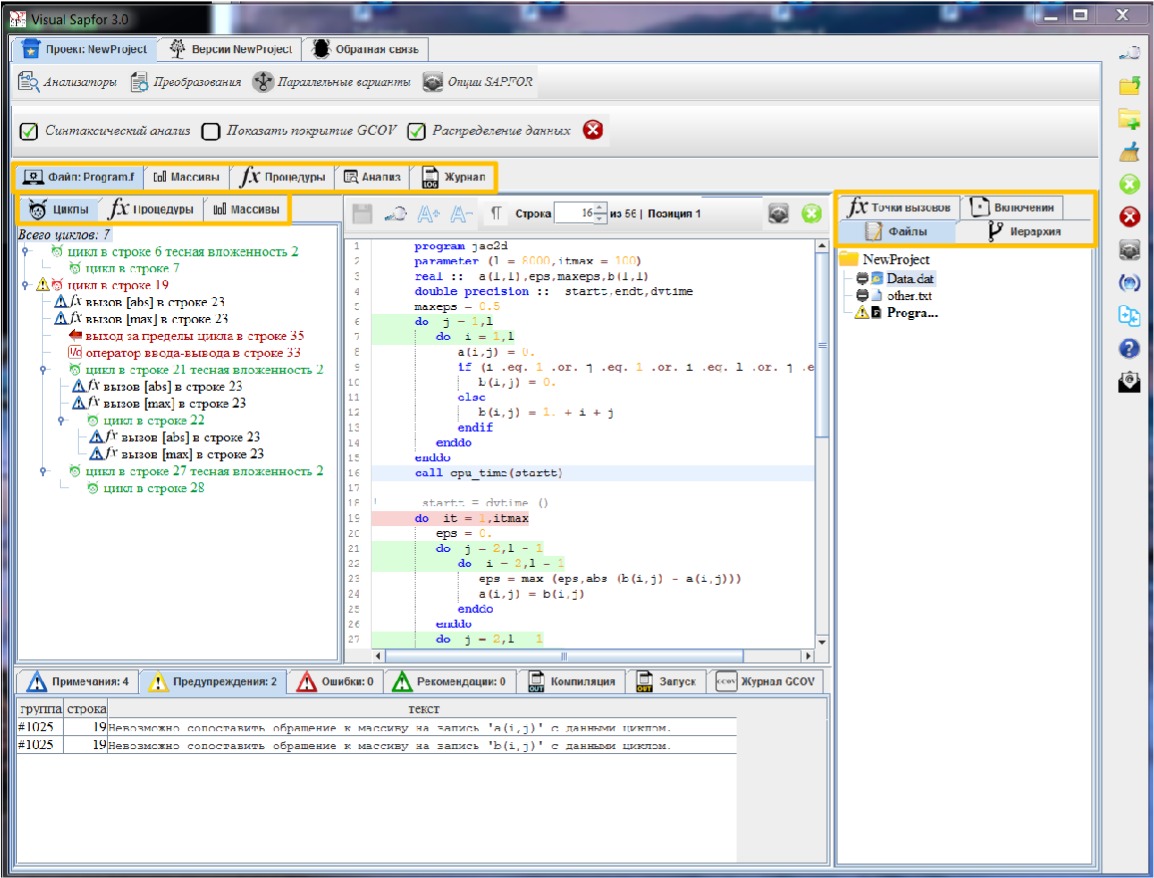 Visual Sapfor 3.0
Проект: NewProject Версии NewProject Обратная связь
Анализаторы Преобразования Параллельные варианты Опции SAPFOR
Синтаксический анализ Показать покрытие GCOV Распределение данных
Файл: Program.f Массивы Процедуры Анализ Журнал
Циклы Процедуры Массивы
Всего циклов: 7
цикл в строке 6 тесная вложенность 2
цикл в строке 7
цикл в строке 19
вызов [abs] в строке 23
вызов [max] в строке 23
выход за пределы цикла в строке 35
оператор ввода-вывода в строке 33
цикл в строке 21 тесная вложенность 2
вызов [abs] в строке 23
вызов [max] в строке 23
цикл в строке 22
вызов [abs] в строке 23
вызов [max] в строке 23
цикл в строке 27 тесная вложенность 2
цикл в строке 28
Строка 16 из 56 | Позиция 1
1 program jac2d
2 parameter (l = 8000,itmax = 100)
3 real :: a(l,l),eps,maxeps,b(l,l)
4 double precision :: startt,endt,dvtime
5 maxeps = 0.5
6 do j = 1,l
7 do i = 1,l
8 a(i,j) = 0.
9 if (i .eq. 1 .or. j .eq. 1 .or. i .eq. l .or. j .e
10 b(i,j) = 0.
11 else
12 b(i,j) = 1. + i + j
13 endif
14 enddo
15 enddo
16 call cpu_time(startt)
17
18 ! startt = dvtime ()
19 do it = 1,itmax
20 eps = 0.
21 do j = 2,l - 1
22 do i = 2,l - 1
23 eps = max (eps,abs (b(i,j) - a(i,j)))
24 a(i,j) = b(i,j)
25 enddo
26 enddo
27 do j = 2,l 1
Точки вызовов Включения
Файлы Иерархия
NewProject
Data.dat
other.txt
Progra...
Примечания: 4 Предупреждения: 2 Ошибки: 0 Рекомендации: 0 Компиляция Запуск Журнал GCOV
группа строка текст
#1025 19 Невозможно сопоставить обращение к массиву на запись 'a(i,j)' с данным циклом.
#1025 19 Невозможно сопоставить обращение к массиву на запись 'b(i,j)' с данным циклом.